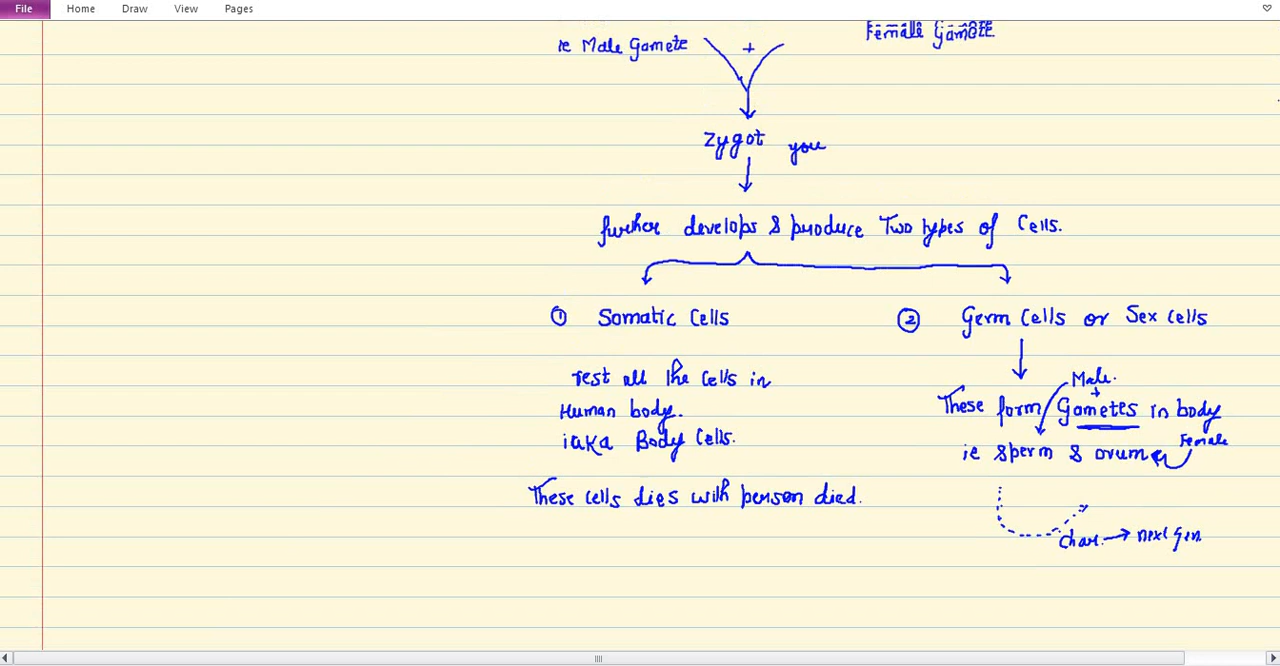 File Home Draw View Pages
ie Male Gamete + Female Gamete
Zygot you
further develops & produce Two types of Cells.
① Somatic Cells
rest all the Cells in
Human body.
i aka Body Cells.
These cells dies with person died.
② Germ Cells or Sex cells
Male.
These form Gametes in body
ie sperm & ovum
Female
Char. → next gen.